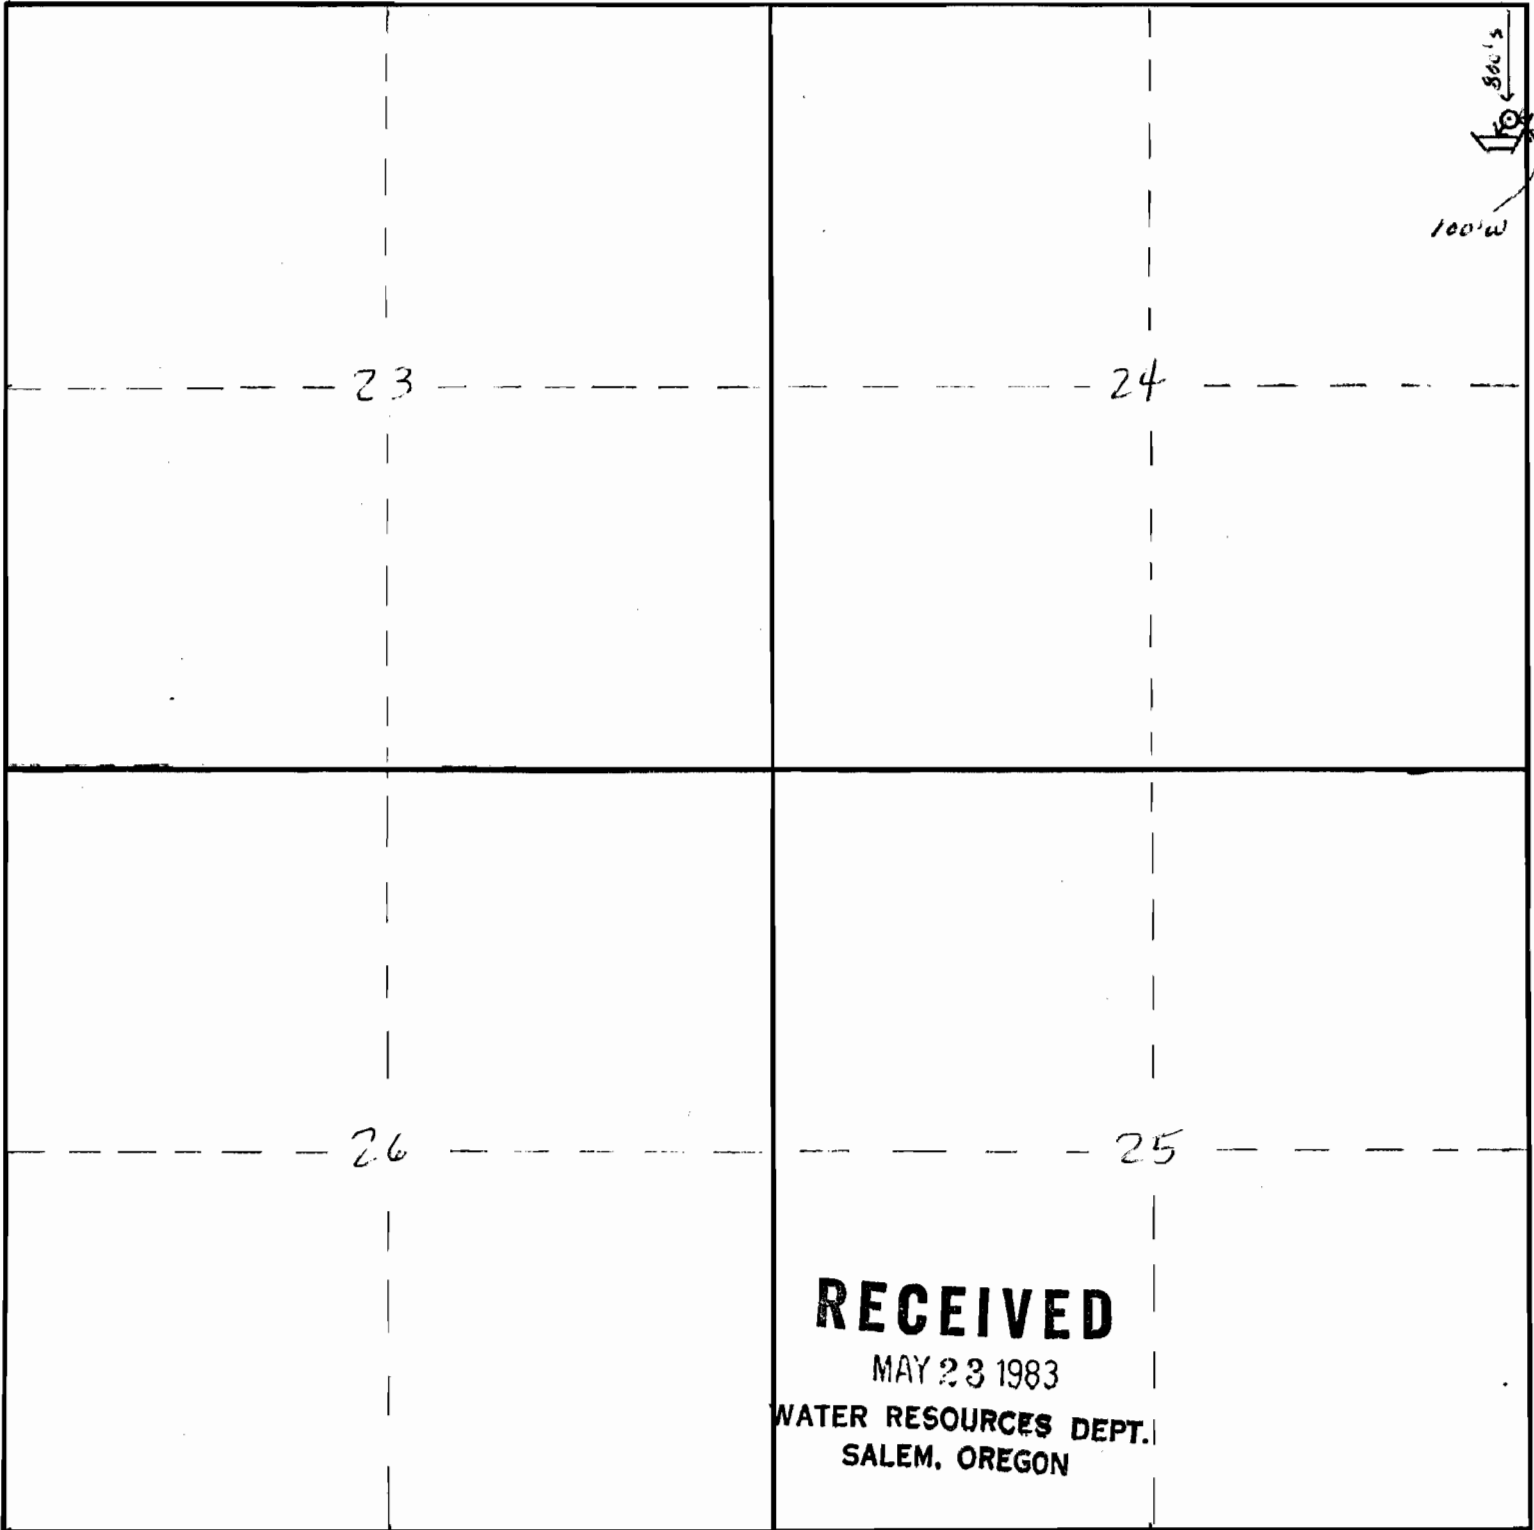 800's
100'W
23
24
26
25
RECEIVED
MAY 23 1983
WATER RESOURCES DEPT.
SALEM, OREGON